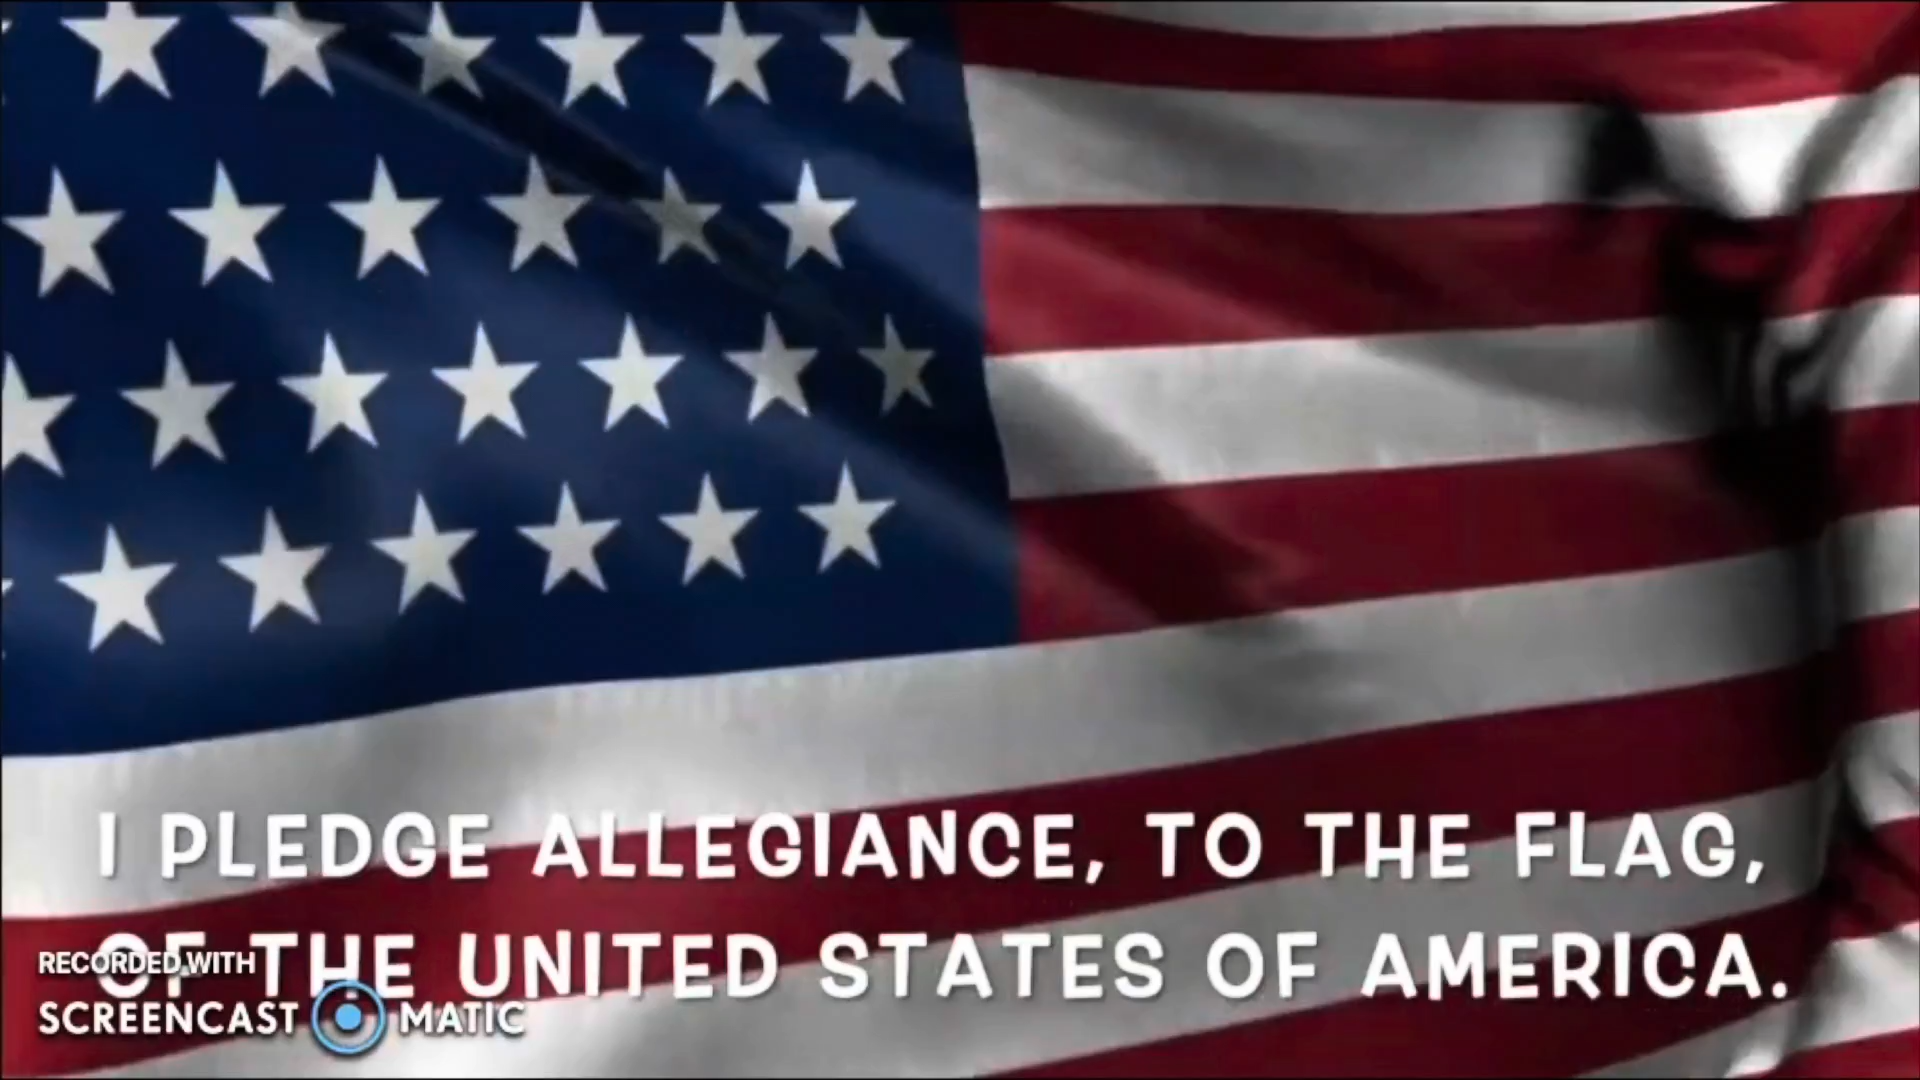 I PLEDGE ALLEGIANCE, TO THE FLAG,
OF THE UNITED STATES OF AMERICA.
RECORDED WITH
SCREENCAST MATIC